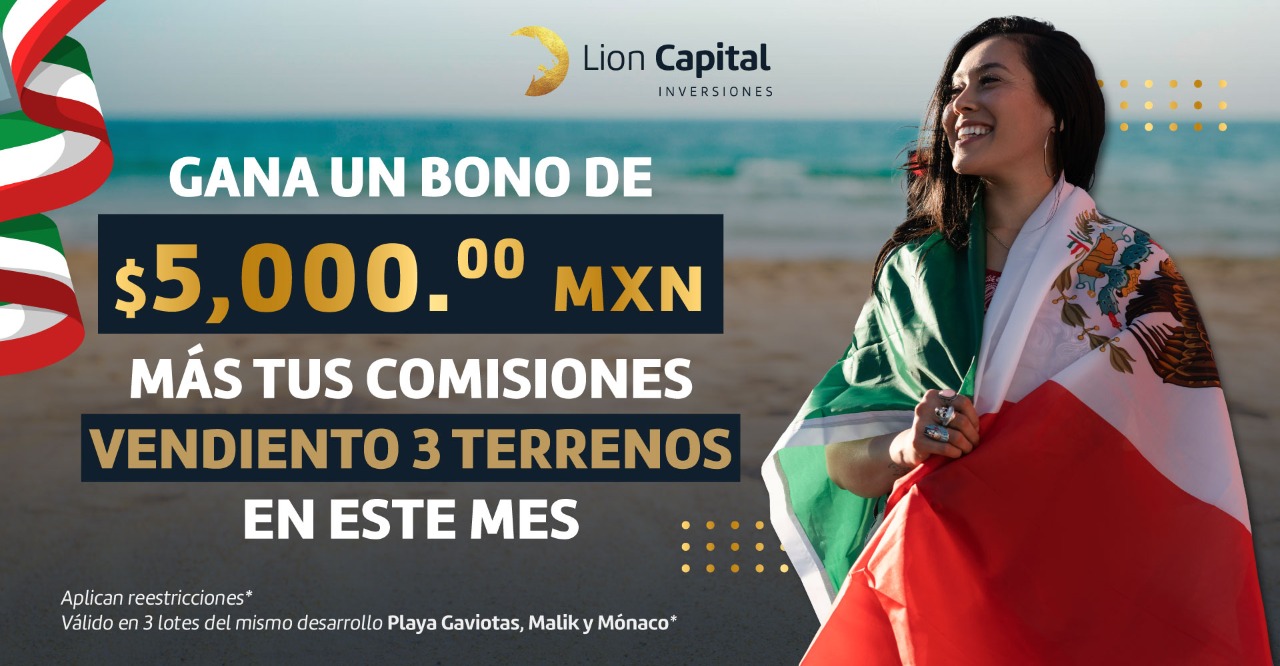 Lion Capital
INVERSIONES
GANA UN BONO DE
$5,000.00 MXN
MÁS TUS COMISIONES
VENDIENTO 3 TERRENOS
EN ESTE MES
Aplican reestricciones*
Válido en 3 lotes del mismo desarrollo Playa Gaviotas, Malik y Mónaco*